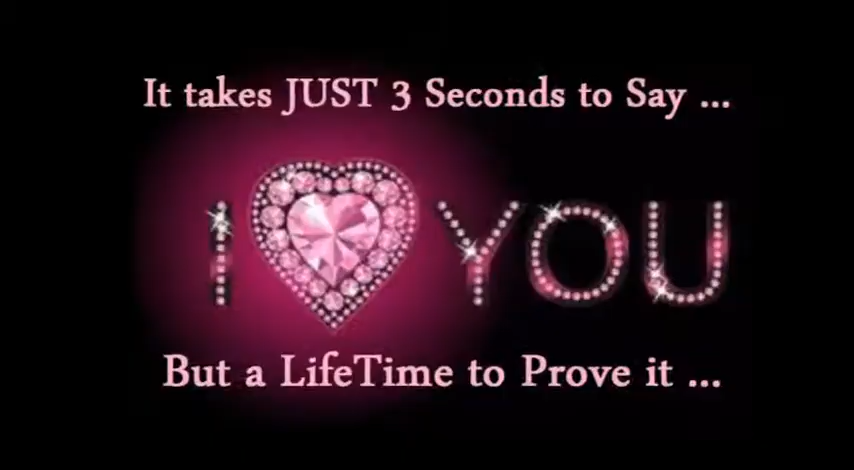 It takes JUST 3 Seconds to Say ...
I YOU
But a LifeTime to Prove it ...